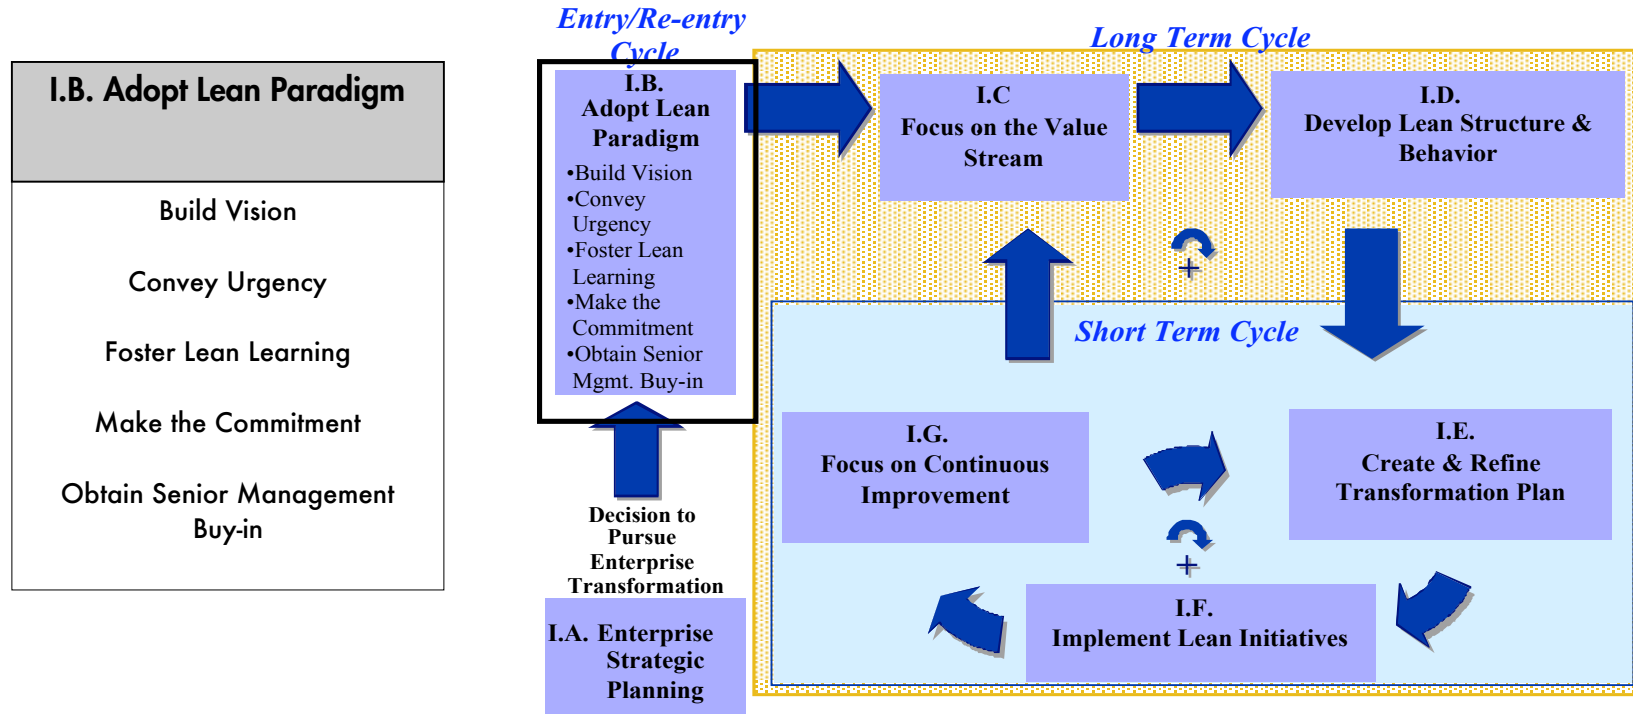 I.B. Adopt Lean Paradigm
Build Vision
Convey Urgency
Foster Lean Learning
Make the Commitment
Obtain Senior Management
Buy-in
Entry/Re-entry
Cycle
I.B.
Adopt Lean
Paradigm
•Build Vision
•Convey
Urgency
•Foster Lean
Learning
•Make the
Commitment
•Obtain Senior
Mgmt. Buy-in
Decision to
Pursue
Enterprise
Transformation
I.A. Enterprise
Strategic
Planning
Long Term Cycle
I.C
Focus on the Value
Stream
I.D.
Develop Lean Structure &
Behavior
+
Short Term Cycle
I.G.
Focus on Continuous
Improvement
I.E.
Create & Refine
Transformation Plan
+
I.F.
Implement Lean Initiatives